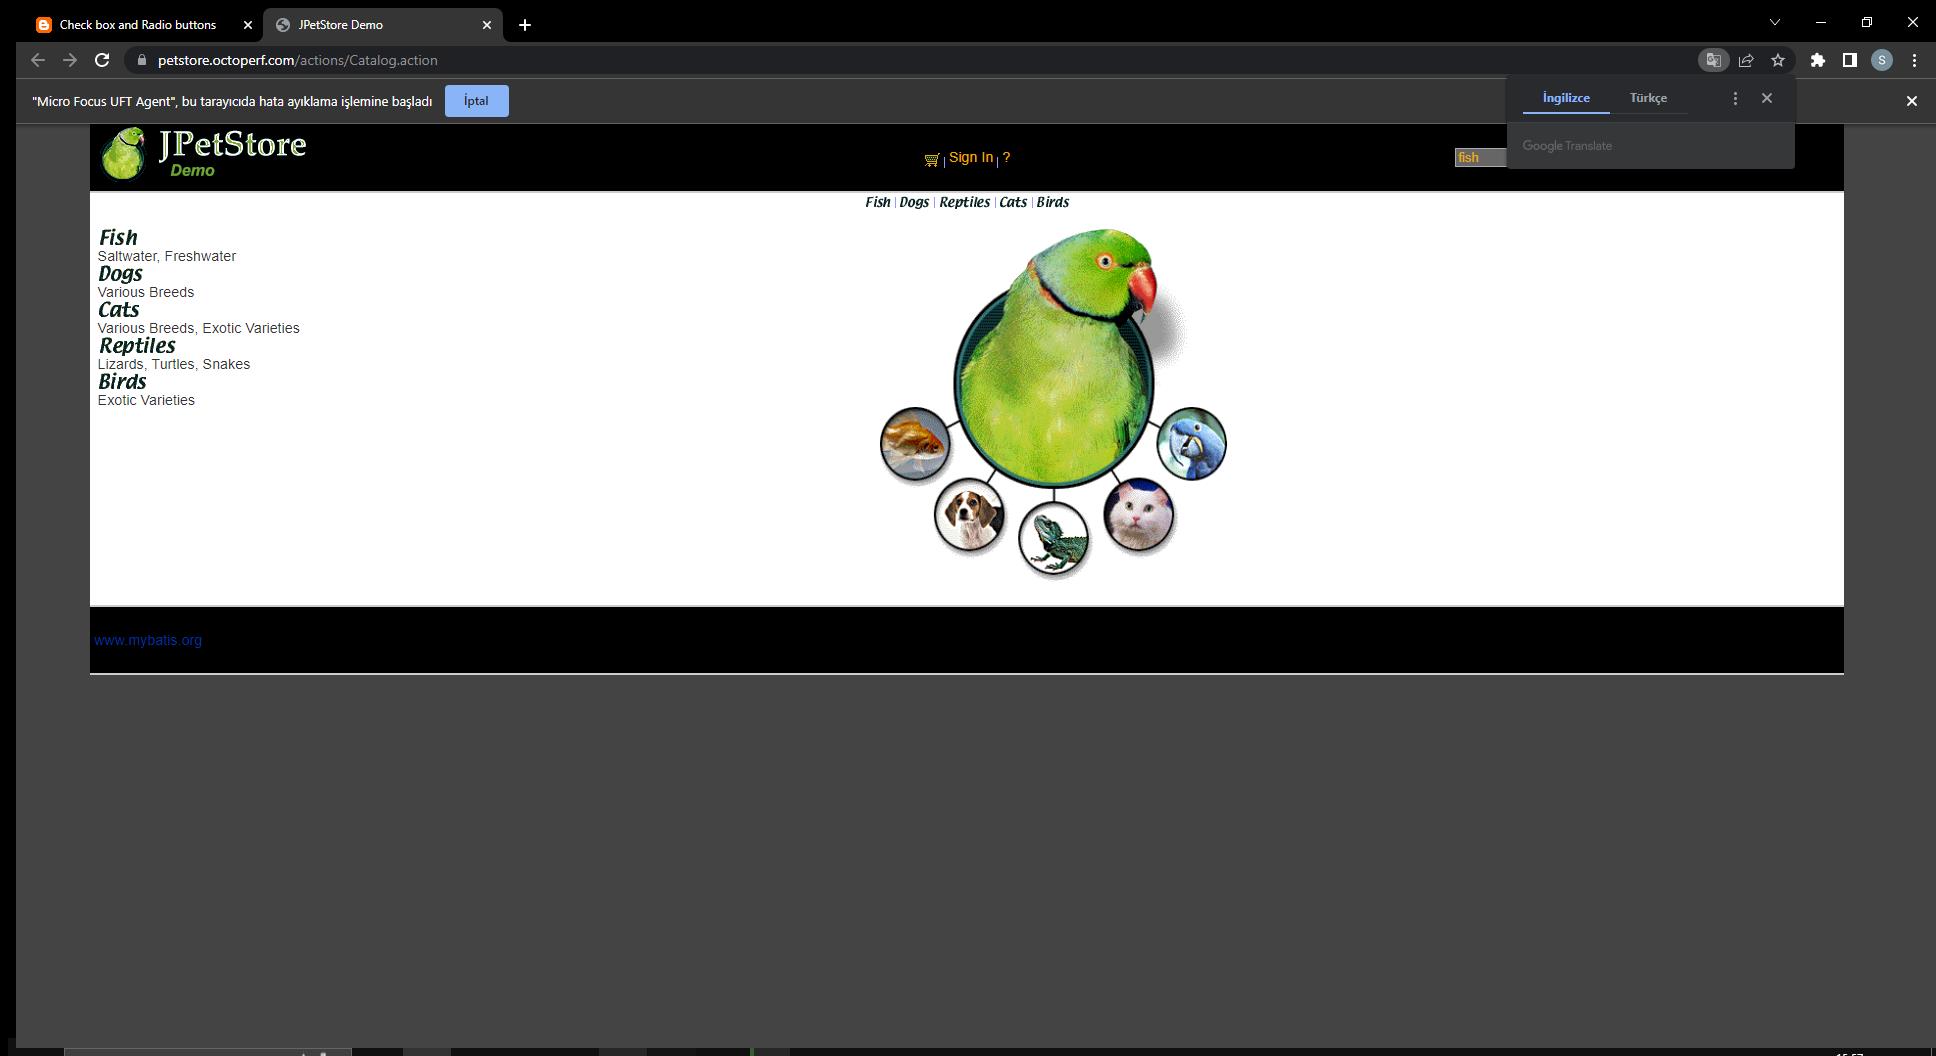 Check box and Radio buttons
JPetStore Demo
petstore.octoperf.com/actions/Catalog.action
S
"Micro Focus UFT Agent", bu tarayıcıda hata ayıklama işlemine başladı
İptal
İngilizce
Türkçe
Google Translate
JPetStore
Demo
Sign In | ?
fish
Fish | Dogs | Reptiles | Cats | Birds
Fish
Saltwater, Freshwater
Dogs
Various Breeds
Cats
Various Breeds, Exotic Varieties
Reptiles
Lizards, Turtles, Snakes
Birds
Exotic Varieties
www.mybatis.org